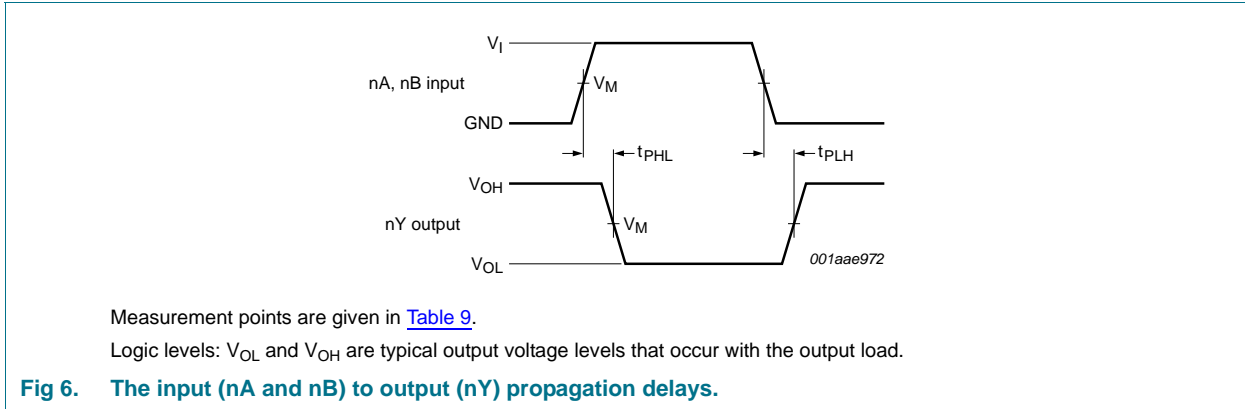 VI
nA, nB input
VM
GND
tPHL
tPLH
VOH
nY output
VM
VOL
001aae972
Measurement points are given in Table 9.
Logic levels: VOL and VOH are typical output voltage levels that occur with the output load.
Fig 6. The input (nA and nB) to output (nY) propagation delays.